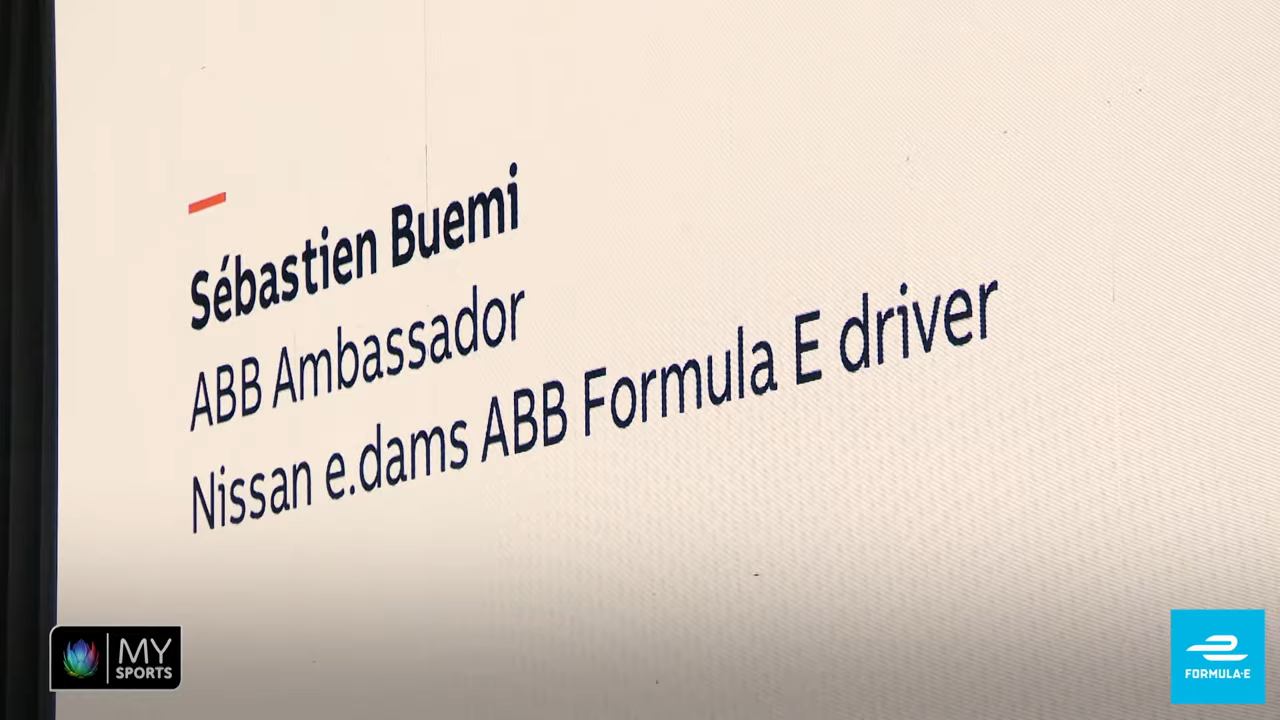 Sébastien Buemi
ABB Ambassador
Nissan e.dams ABB Formula E driver
MY
SPORTS
FORMULA-E